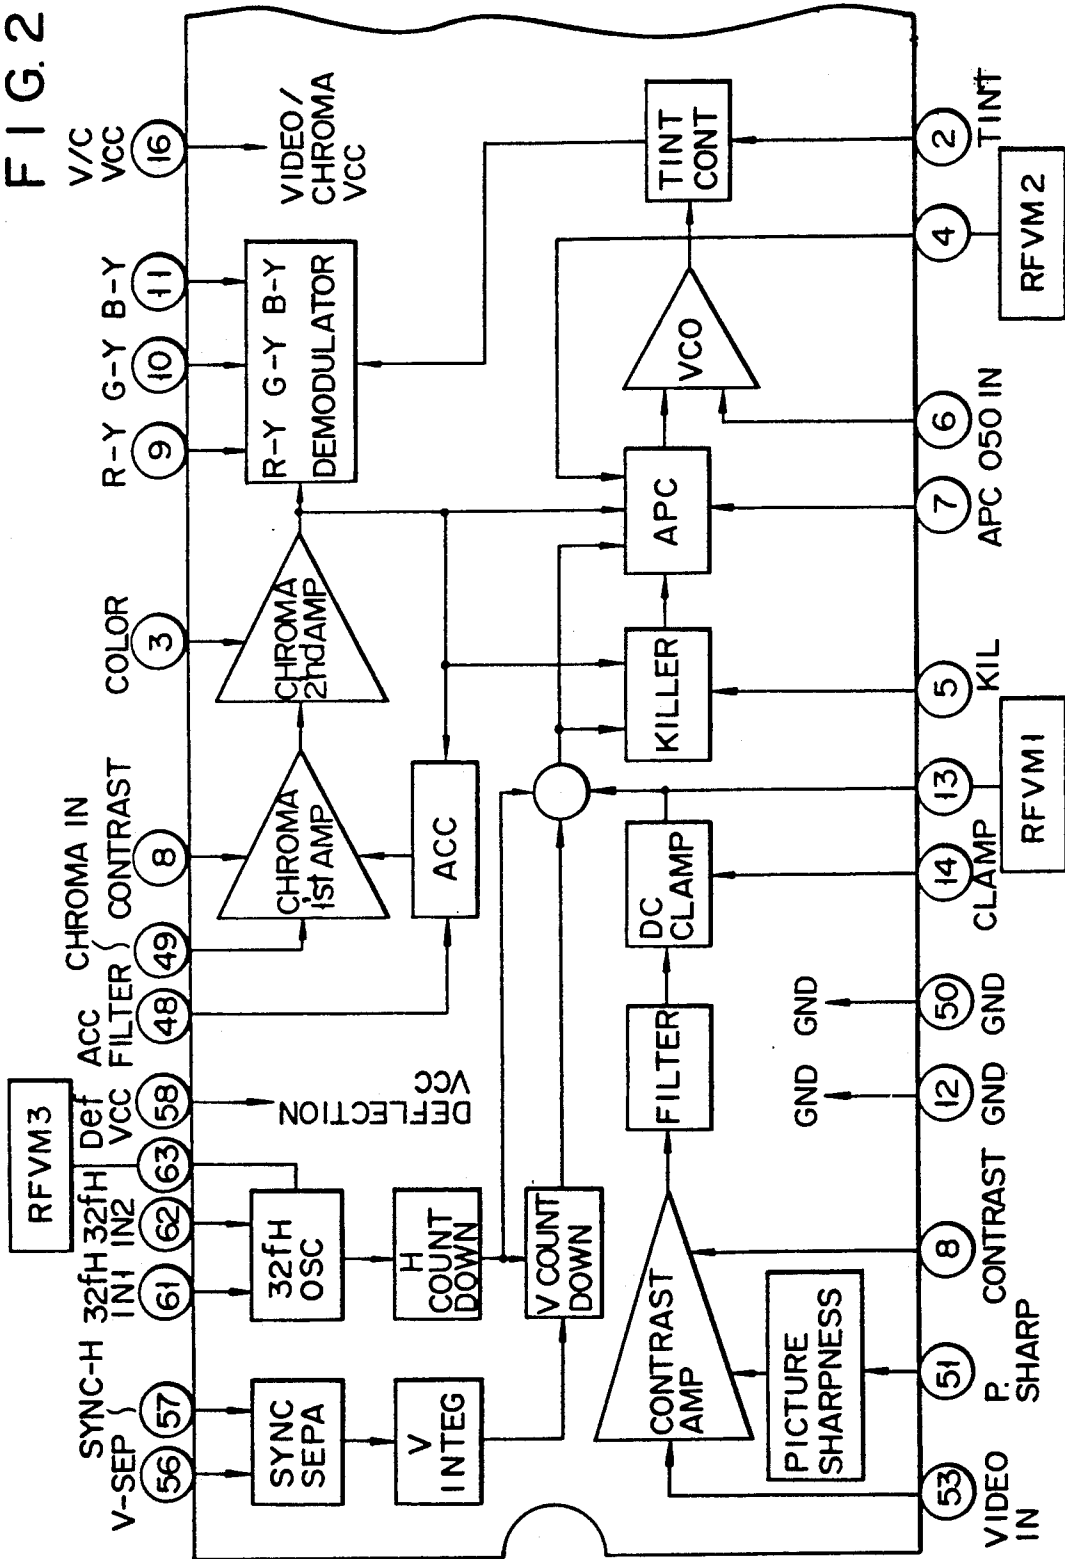 FIG. 2
RFVM3
V-SEP
SYNC-H
32fH
IN1
32fH
IN2
Def
VCC
ACC
FILTER
CHROMA IN
CONTRAST
COLOR
R-Y
G-Y
B-Y
V/C
VCC
56
57
61
62
63
58
48
49
8
3
9
10
11
16
SYNC
SEPA
32fH
OSC
DEFLECTION
VCC
CHROMA
1st AMP
CHROMA
2hd AMP
R-Y G-Y B-Y
DEMODULATOR
VIDEO/
CHROMA
VCC
V
INTEG
H
COUNT
DOWN
ACC
V COUNT
DOWN
CONTRAST
AMP
FILTER
DC
CLAMP
KILLER
APC
VCO
TINT
CONT
PICTURE
SHARPNESS
GND
GND
53
51
8
12
50
14
13
5
7
6
4
2
VIDEO
IN
P.
SHARP
CONTRAST
GND
GND
CLAMP
KIL
APC
O50 IN
TINT
RFVM1
RFVM2